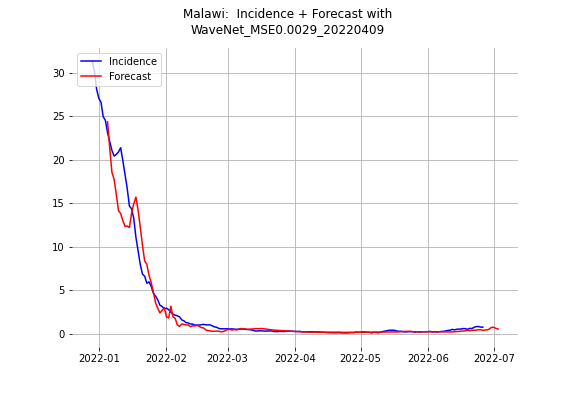 Malawi:  Incidence + Forecast with
WaveNet_MSE0.0029_20220409
Incidence
Forecast
30
25
20
15
10
5
0
2022-01 2022-02 2022-03 2022-04 2022-05 2022-06 2022-07